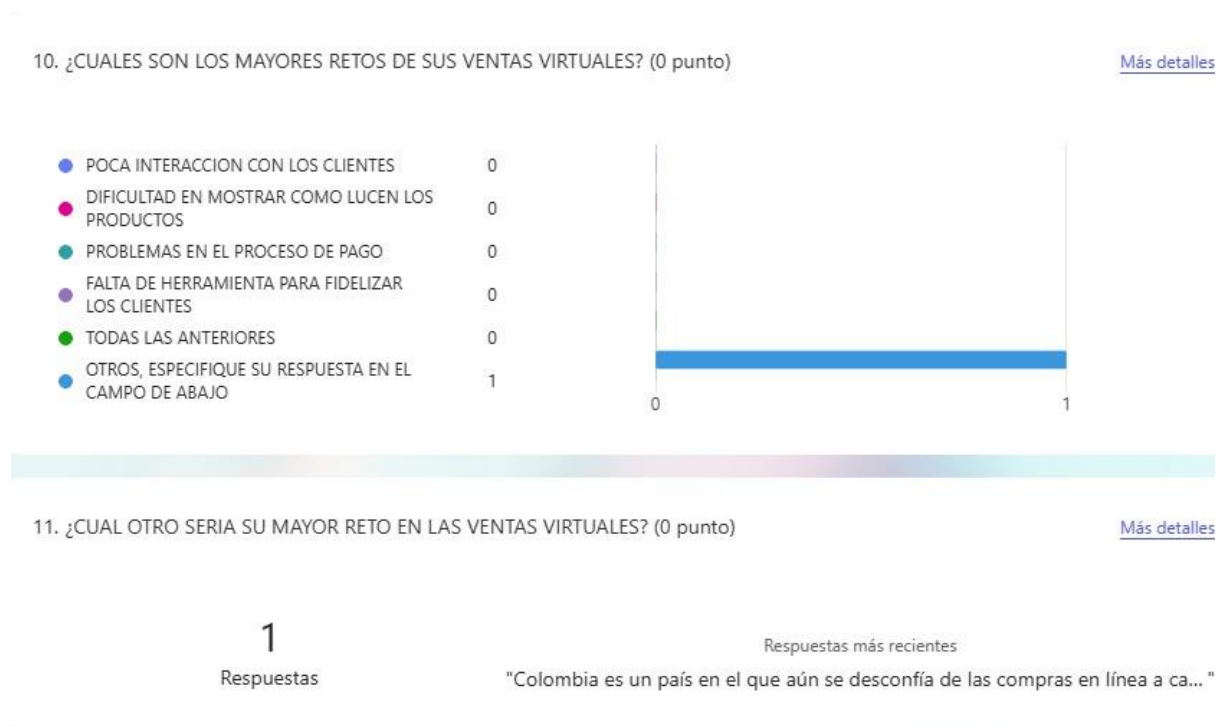 10. ¿CUALES SON LOS MAYORES RETOS DE SUS VENTAS VIRTUALES? (0 punto)
Más detalles
POCA INTERACCION CON LOS CLIENTES 0
DIFICULTAD EN MOSTRAR COMO LUCEN LOS
PRODUCTOS 0
PROBLEMAS EN EL PROCESO DE PAGO 0
FALTA DE HERRAMIENTA PARA FIDELIZAR
LOS CLIENTES 0
TODAS LAS ANTERIORES 0
OTROS, ESPECIFIQUE SU RESPUESTA EN EL
CAMPO DE ABAJO 1
0 1
11. ¿CUAL OTRO SERIA SU MAYOR RETO EN LAS VENTAS VIRTUALES? (0 punto)
Más detalles
1
Respuestas
Respuestas más recientes
"Colombia es un país en el que aún se desconfía de las compras en línea a ca... "